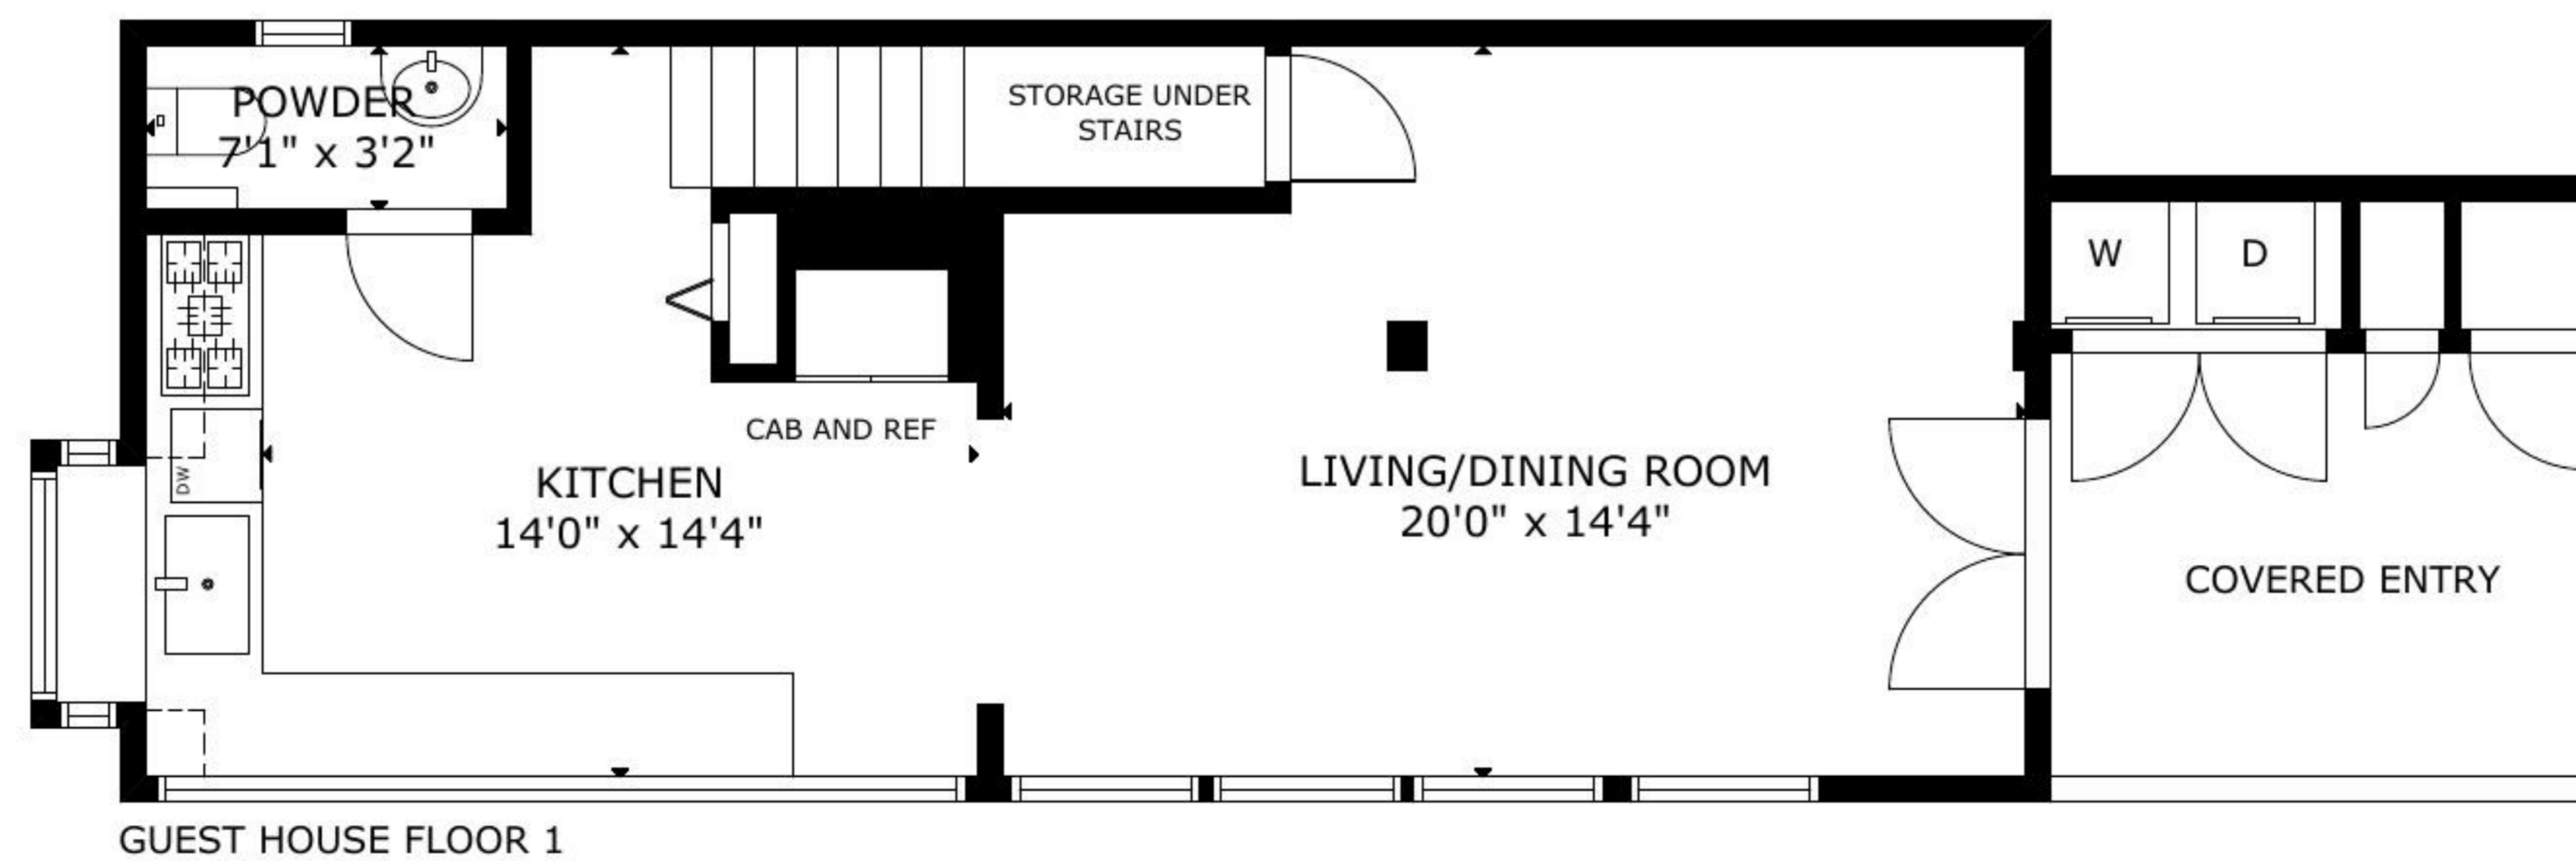 POWDER
7'1" x 3'2"
STORAGE UNDER
STAIRS
W
D
CAB AND REF
DW
KITCHEN
14'0" x 14'4"
LIVING/DINING ROOM
20'0" x 14'4"
COVERED ENTRY
GUEST HOUSE FLOOR 1